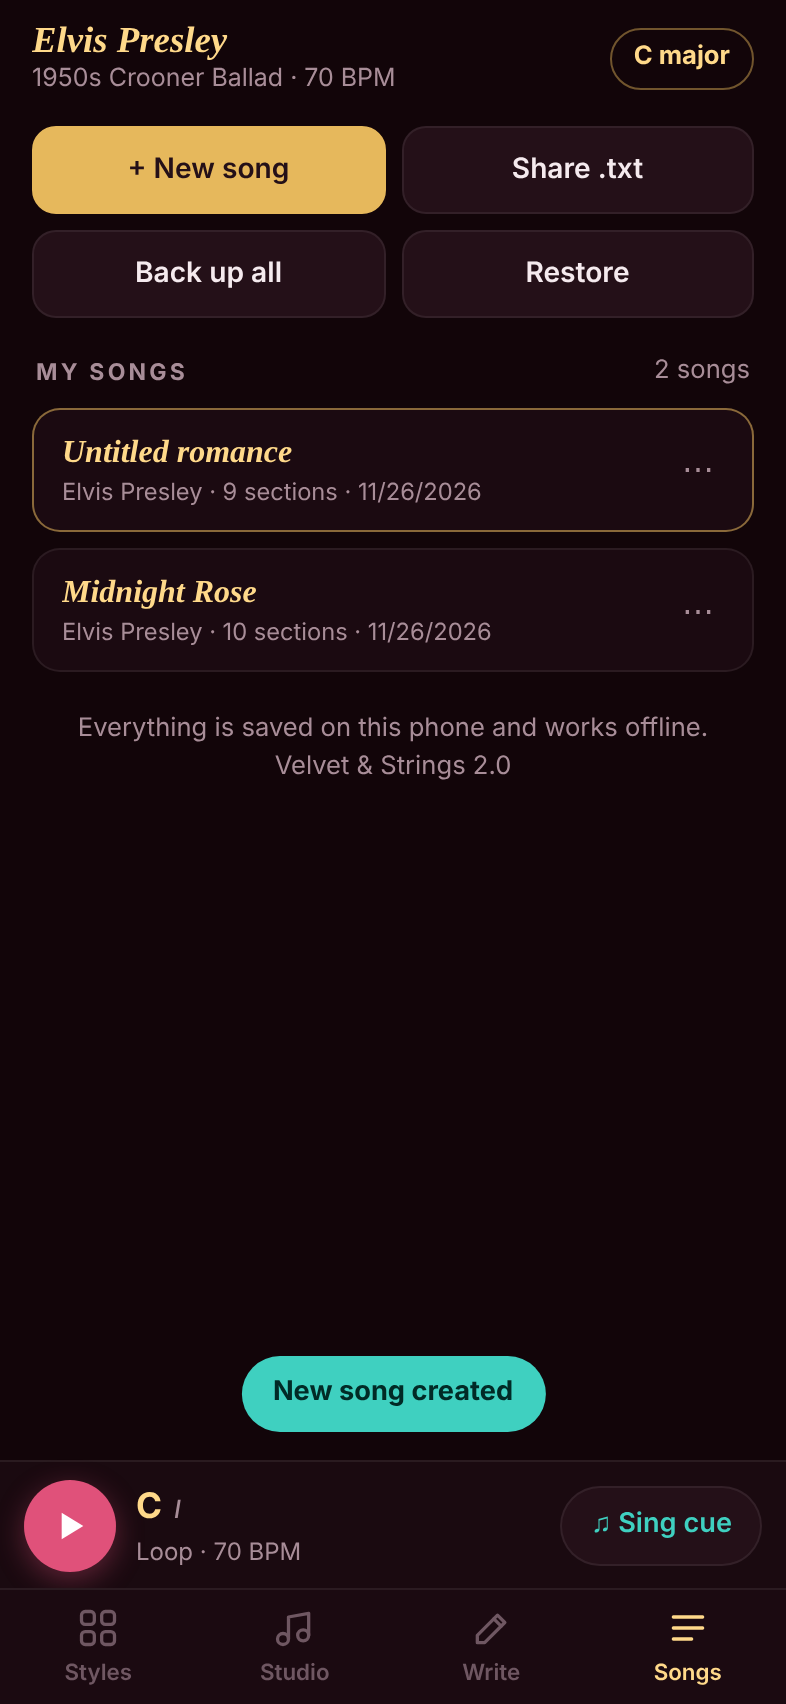 Elvis Presley
1950s Crooner Ballad · 70 BPM
C major
+ New song
Share .txt
Back up all
Restore
MY SONGS
2 songs
Untitled romance
Elvis Presley · 9 sections · 11/26/2026
⋯
Midnight Rose
Elvis Presley · 10 sections · 11/26/2026
⋯
Everything is saved on this phone and works offline.
Velvet & Strings 2.0
New song created
C I
Loop · 70 BPM
♫ Sing cue
Styles
Studio
Write
Songs